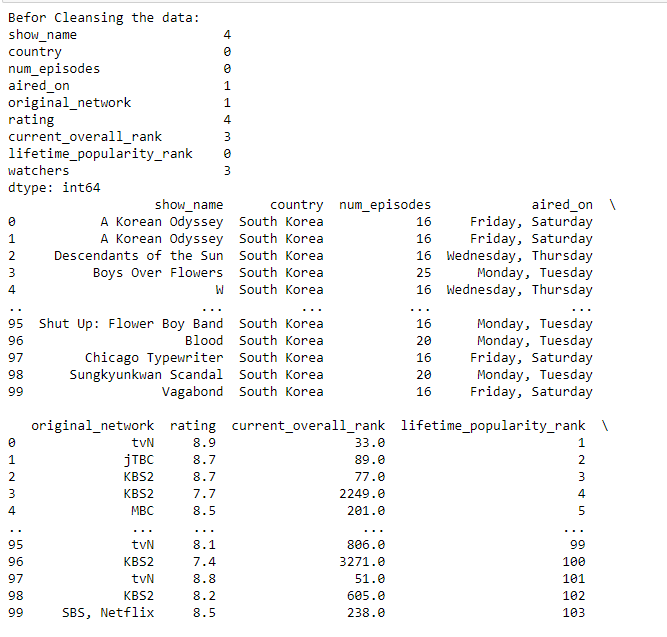 Befor Cleansing the data:
show_name                  4
country                    0
num_episodes               0
aired_on                   1
original_network           1
rating                     4
current_overall_rank       3
lifetime_popularity_rank   0
watchers                   3
dtype: int64
                  show_name      country  num_episodes             aired_on  \
0           A Korean Odyssey  South Korea            16     Friday, Saturday
1           A Korean Odyssey  South Korea            16     Friday, Saturday
2     Descendants of the Sun  South Korea            16  Wednesday, Thursday
3          Boys Over Flowers  South Korea            25      Monday, Tuesday
4                          W  South Korea            16  Wednesday, Thursday
..                       ...          ...           ...                  ...
95  Shut Up: Flower Boy Band  South Korea            16      Monday, Tuesday
96                     Blood  South Korea            20      Monday, Tuesday
97        Chicago Typewriter  South Korea            16     Friday, Saturday
98      Sungkyunkwan Scandal  South Korea            20      Monday, Tuesday
99                  Vagabond  South Korea            16     Friday, Saturday
   original_network  rating  current_overall_rank  lifetime_popularity_rank  \
0               tvN     8.9                  33.0                         1
1              jTBC     8.7                  89.0                         2
2              KBS2     8.7                  77.0                         3
3              KBS2     7.7                2249.0                         4
4               MBC     8.5                 201.0                         5
..              ...     ...                   ...                       ...
95              tvN     8.1                 806.0                        99
96             KBS2     7.4                3271.0                       100
97              tvN     8.8                  51.0                       101
98             KBS2     8.2                 605.0                       102
99     SBS, Netflix     8.5                 238.0                       103